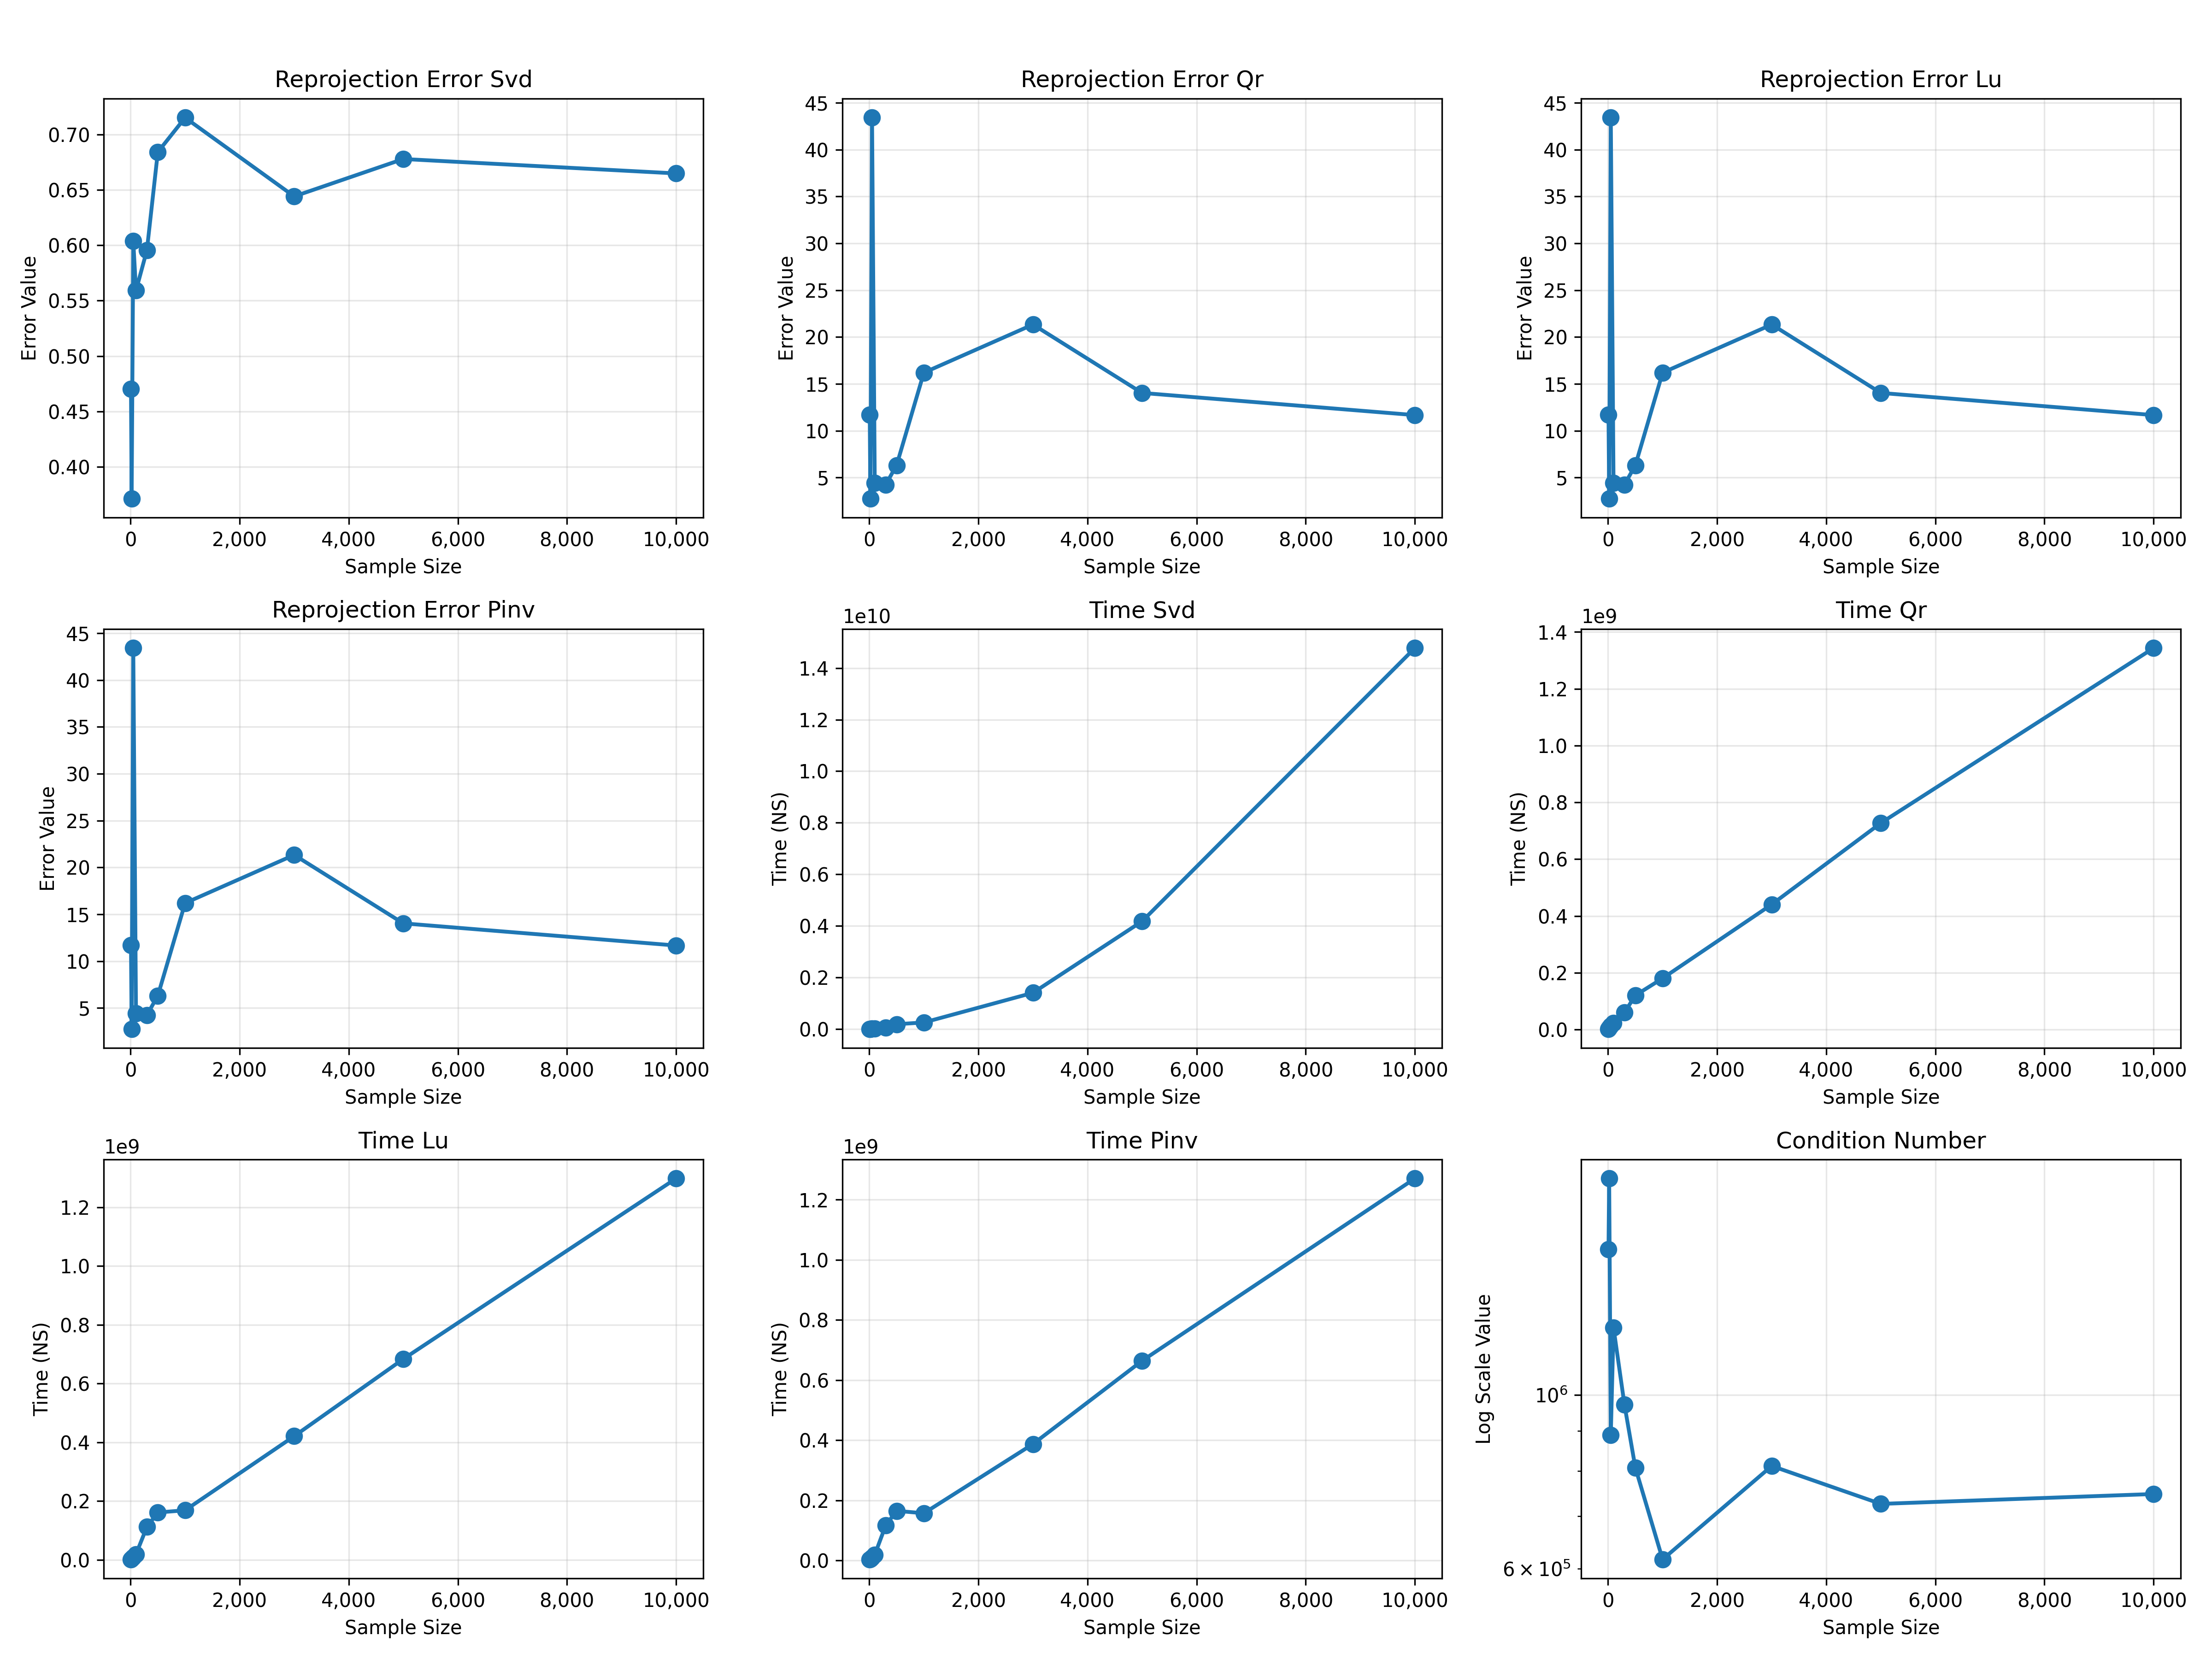 Reprojection Error Svd
Error Value
0.70
0.65
0.60
0.55
0.50
0.45
0.40
0 2,000 4,000 6,000 8,000 10,000
Sample Size
Reprojection Error Qr
Error Value
45
40
35
30
25
20
15
10
5
0 2,000 4,000 6,000 8,000 10,000
Sample Size
Reprojection Error Lu
Error Value
45
40
35
30
25
20
15
10
5
0 2,000 4,000 6,000 8,000 10,000
Sample Size
Reprojection Error Pinv
Error Value
45
40
35
30
25
20
15
10
5
0 2,000 4,000 6,000 8,000 10,000
Sample Size
Time Svd
1e10
Time (NS)
1.4
1.2
1.0
0.8
0.6
0.4
0.2
0.0
0 2,000 4,000 6,000 8,000 10,000
Sample Size
Time Qr
1e9
Time (NS)
1.4
1.2
1.0
0.8
0.6
0.4
0.2
0.0
0 2,000 4,000 6,000 8,000 10,000
Sample Size
Time Lu
1e9
Time (NS)
1.2
1.0
0.8
0.6
0.4
0.2
0.0
0 2,000 4,000 6,000 8,000 10,000
Sample Size
Time Pinv
1e9
Time (NS)
1.2
1.0
0.8
0.6
0.4
0.2
0.0
0 2,000 4,000 6,000 8,000 10,000
Sample Size
Condition Number
Log Scale Value
10⁶
6 × 10⁵
0 2,000 4,000 6,000 8,000 10,000
Sample Size